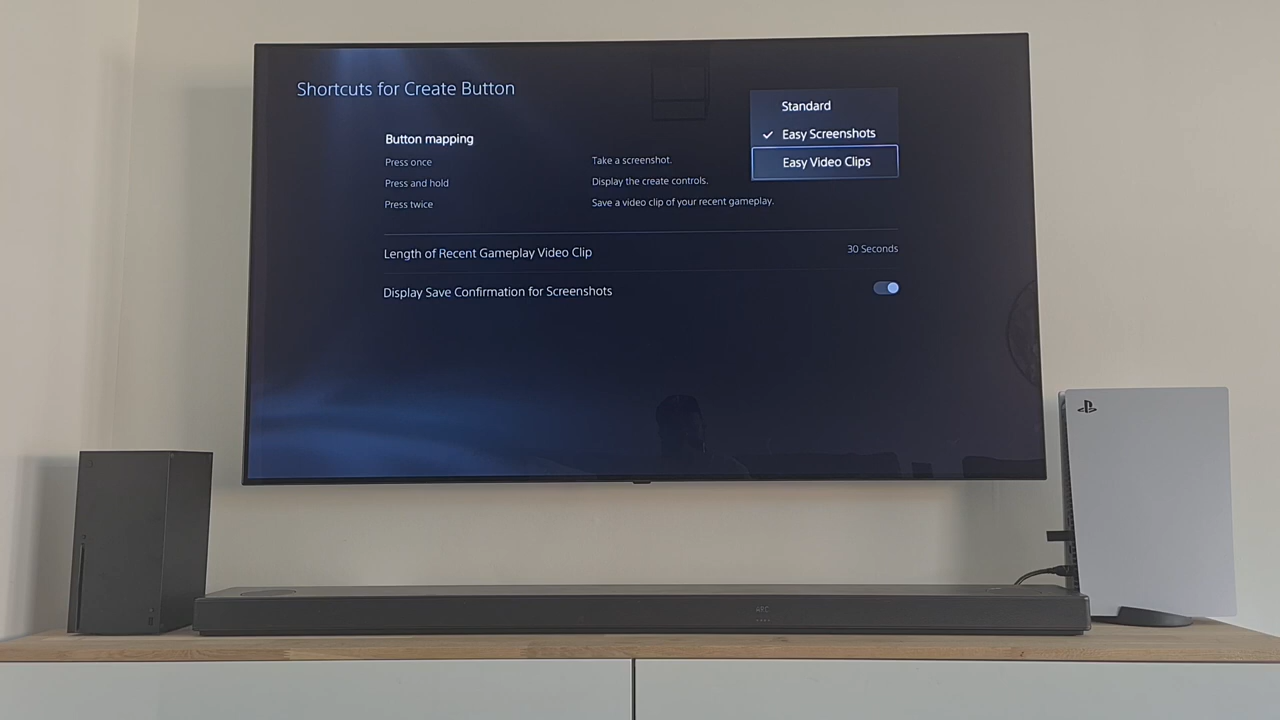 Shortcuts for Create Button
Standard
Easy Screenshots
Easy Video Clips
Button mapping
Press once
Take a screenshot.
Press and hold
Display the create controls.
Press twice
Save a video clip of your recent gameplay.
Length of Recent Gameplay Video Clip
30 Seconds
Display Save Confirmation for Screenshots
ARC